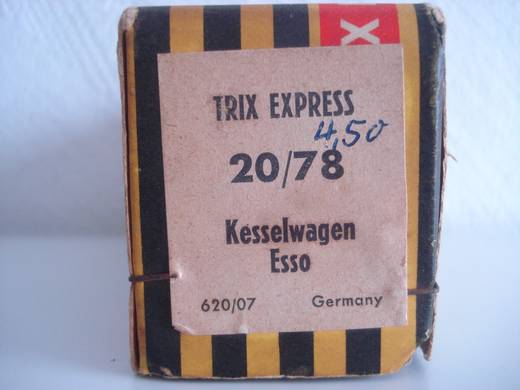 X
TRIX EXPRESS
4,50
20/78
Kesselwagen
Esso
620/07 Germany